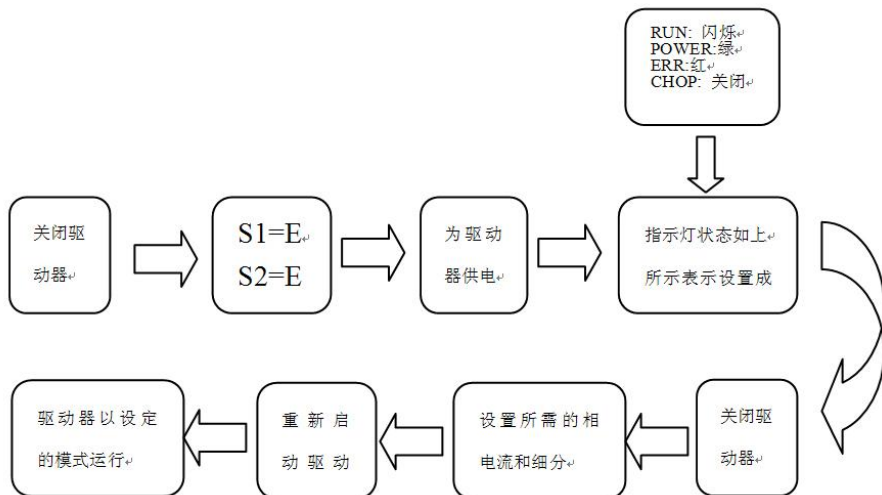 RUN: 闪烁
POWER:绿
ERR:红
CHOP: 关闭
关闭驱
动器
S1=E
S2=E
为驱动
器供电
指示灯状态如上
所示表示设置成
驱动器以设定
的模式运行
重新启
动驱动
设置所需的相
电流和细分
关闭驱
动器